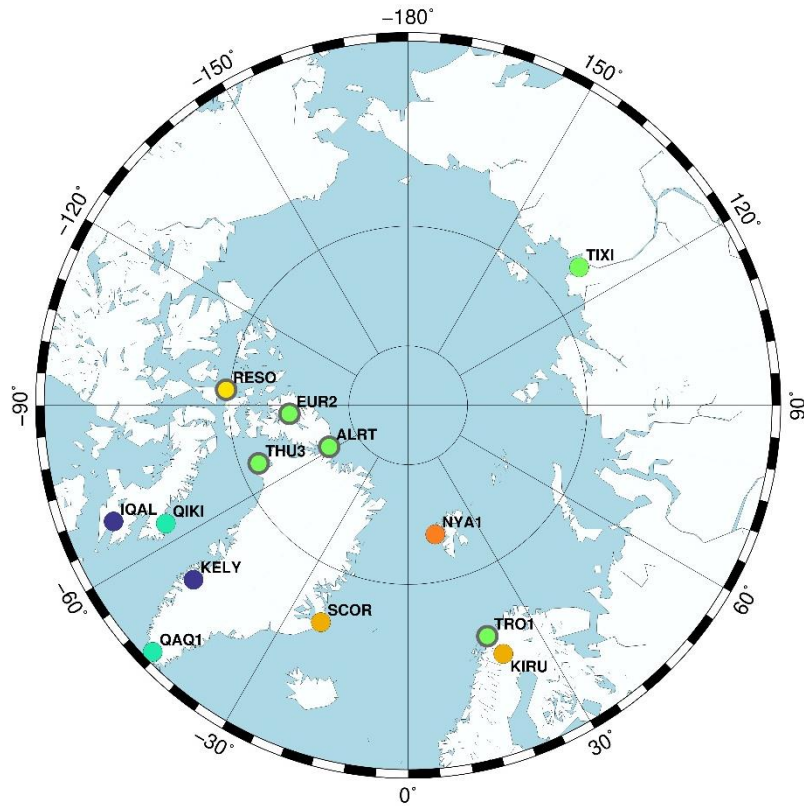 −180˚
−150˚
150˚
−120˚
120˚
TIXI
RESO
EUR2
−90˚
90˚
ALRT
THU3
IQAL
QIKI
NYA1
KELY
−60˚
60˚
SCOR
TRO1
QAQ1
KIRU
−30˚
30˚
0˚